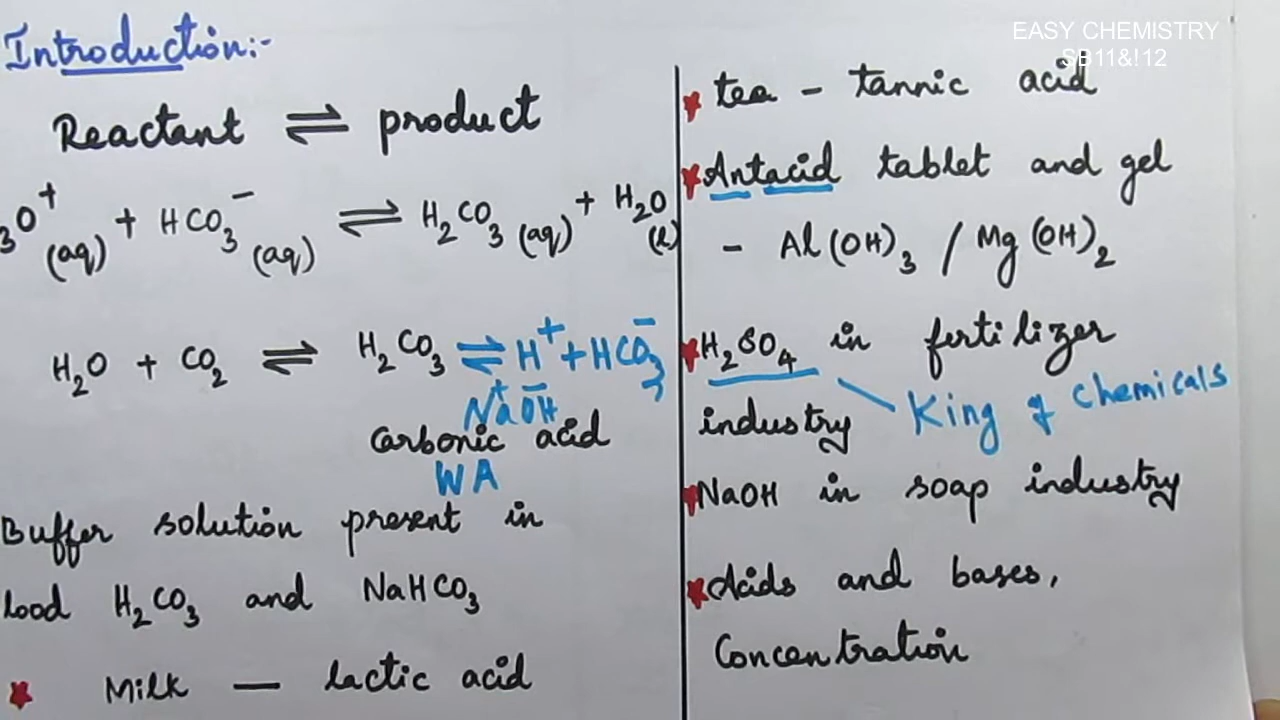 EASY CHEMISTRY
SB11&!12
Introduction:-
Reactant ⇌ product
₃O⁺(aq) + HCO₃⁻(aq) ⇌ H₂CO₃(aq) + H₂O(l)
H₂O + CO₂ ⇌ H₂CO₃ ⇌ H⁺ + HCO₃⁻
Na⁺OH⁻
Carbonic acid
WA
Buffer solution present in
lood H₂CO₃ and NaHCO₃
Milk — lactic acid
tea - tannic acid
Antacid tablet and gel
- Al(OH)₃ / Mg(OH)₂
H₂SO₄ in fertilizer
King of chemicals
industry
NaOH in soap industry
Acids and bases,
Concentration